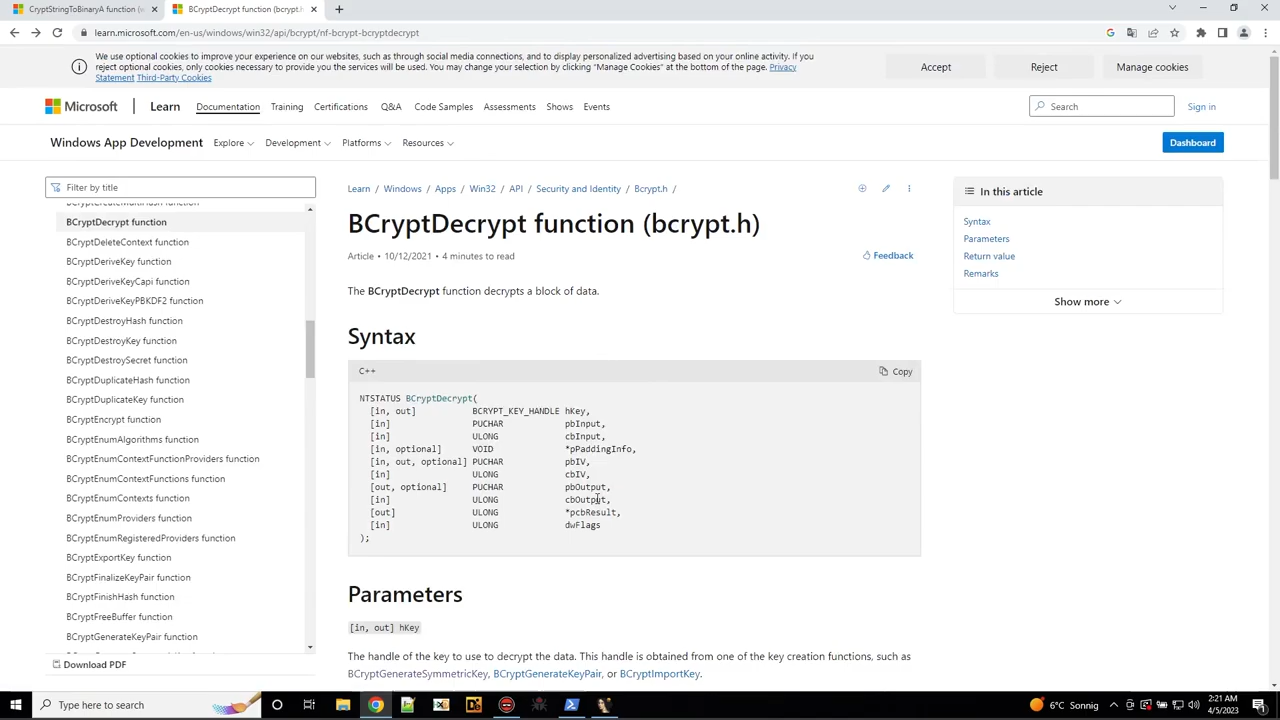 CryptStringToBinaryA function (w
BCryptDecrypt function (bcrypt.h)
learn.microsoft.com/en-us/windows/win32/api/bcrypt/nf-bcrypt-bcryptdecrypt
We use optional cookies to improve your experience on our websites, such as through social media connections, and to display personalized advertising based on your online activity. If you
reject optional cookies, only cookies necessary to provide you the services will be used. You may change your selection by clicking "Manage Cookies" at the bottom of the page. Privacy
Statement Third-Party Cookies
Accept
Reject
Manage cookies
Microsoft
Learn
Documentation
Training
Certifications
Q&A
Code Samples
Assessments
Shows
Events
Search
Sign in
Windows App Development
Explore
Development
Platforms
Resources
Dashboard
Filter by title
BCryptCreateMultiHash function
BCryptDecrypt function
BCryptDeleteContext function
BCryptDeriveKey function
BCryptDeriveKeyCapi function
BCryptDeriveKeyPBKDF2 function
BCryptDestroyHash function
BCryptDestroyKey function
BCryptDestroySecret function
BCryptDuplicateHash function
BCryptDuplicateKey function
BCryptEncrypt function
BCryptEnumAlgorithms function
BCryptEnumContextFunctionProviders function
BCryptEnumContextFunctions function
BCryptEnumContexts function
BCryptEnumProviders function
BCryptEnumRegisteredProviders function
BCryptExportKey function
BCryptFinalizeKeyPair function
BCryptFinishHash function
BCryptFreeBuffer function
BCryptGenerateKeyPair function
Download PDF
Learn / Windows / Apps / Win32 / API / Security and Identity / Bcrypt.h /
BCryptDecrypt function (bcrypt.h)
Article • 10/12/2021 • 4 minutes to read
Feedback
The BCryptDecrypt function decrypts a block of data.
Syntax
C++
Copy
NTSTATUS BCryptDecrypt(
[in, out] BCRYPT_KEY_HANDLE hKey,
[in] PUCHAR pbInput,
[in] ULONG cbInput,
[in, optional] VOID *pPaddingInfo,
[in, out, optional] PUCHAR pbIV,
[in] ULONG cbIV,
[out, optional] PUCHAR pbOutput,
[in] ULONG cbOutput,
[out] ULONG *pcbResult,
[in] ULONG dwFlags
);
Parameters
[in, out] hKey
The handle of the key to use to decrypt the data. This handle is obtained from one of the key creation functions, such as
BCryptGenerateSymmetricKey, BCryptGenerateKeyPair, or BCryptImportKey.
In this article
Syntax
Parameters
Return value
Remarks
Show more
Type here to search
6°C Sonnig
2:21 AM
4/5/2023